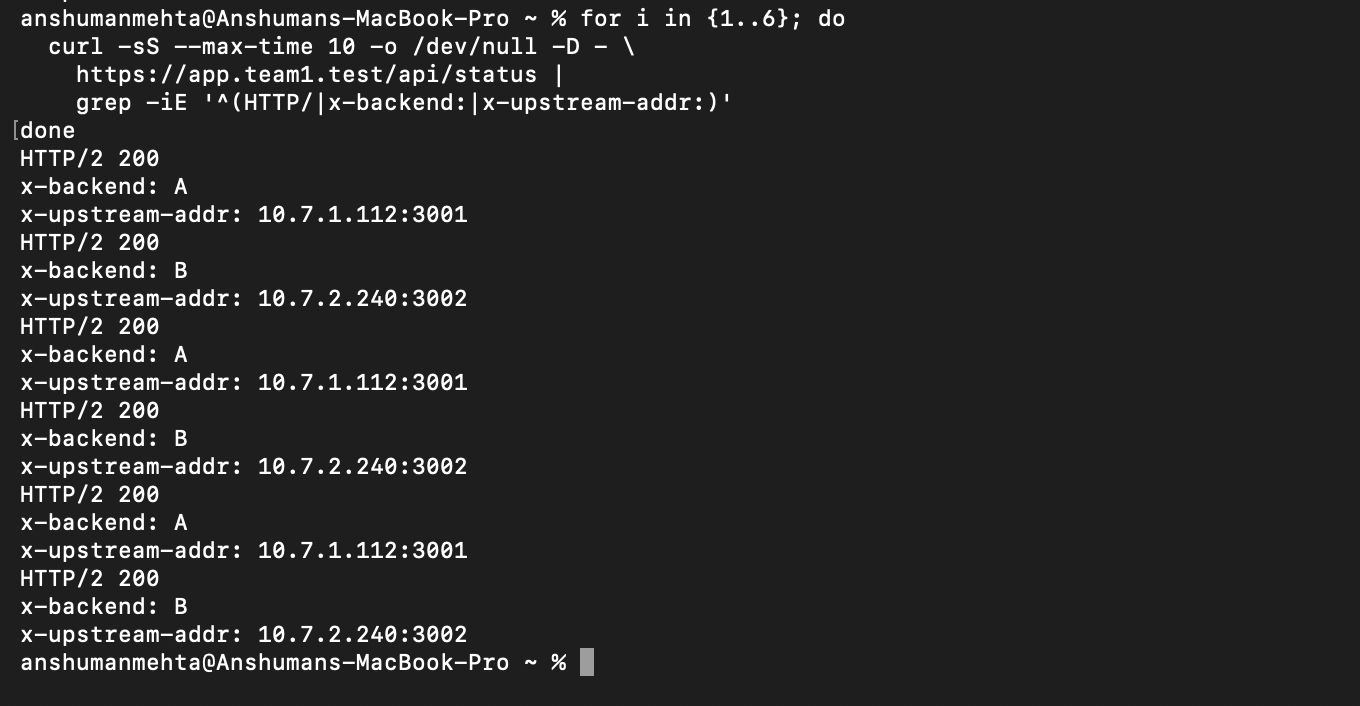 anshumanmehta@Anshumans-MacBook-Pro ~ % for i in {1..6}; do
  curl -sS --max-time 10 -o /dev/null -D - \
    https://app.team1.test/api/status |
    grep -iE '^(HTTP/|x-backend:|x-upstream-addr:)'
[done
HTTP/2 200
x-backend: A
x-upstream-addr: 10.7.1.112:3001
HTTP/2 200
x-backend: B
x-upstream-addr: 10.7.2.240:3002
HTTP/2 200
x-backend: A
x-upstream-addr: 10.7.1.112:3001
HTTP/2 200
x-backend: B
x-upstream-addr: 10.7.2.240:3002
HTTP/2 200
x-backend: A
x-upstream-addr: 10.7.1.112:3001
HTTP/2 200
x-backend: B
x-upstream-addr: 10.7.2.240:3002
anshumanmehta@Anshumans-MacBook-Pro ~ %